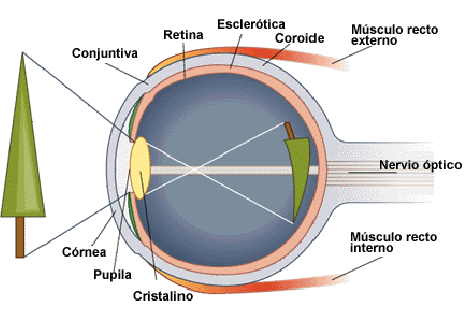 Esclerótica
Retina
Coroide
Conjuntiva
Músculo recto
externo
Nervio óptico
Córnea
Pupila
Cristalino
Músculo recto
interno